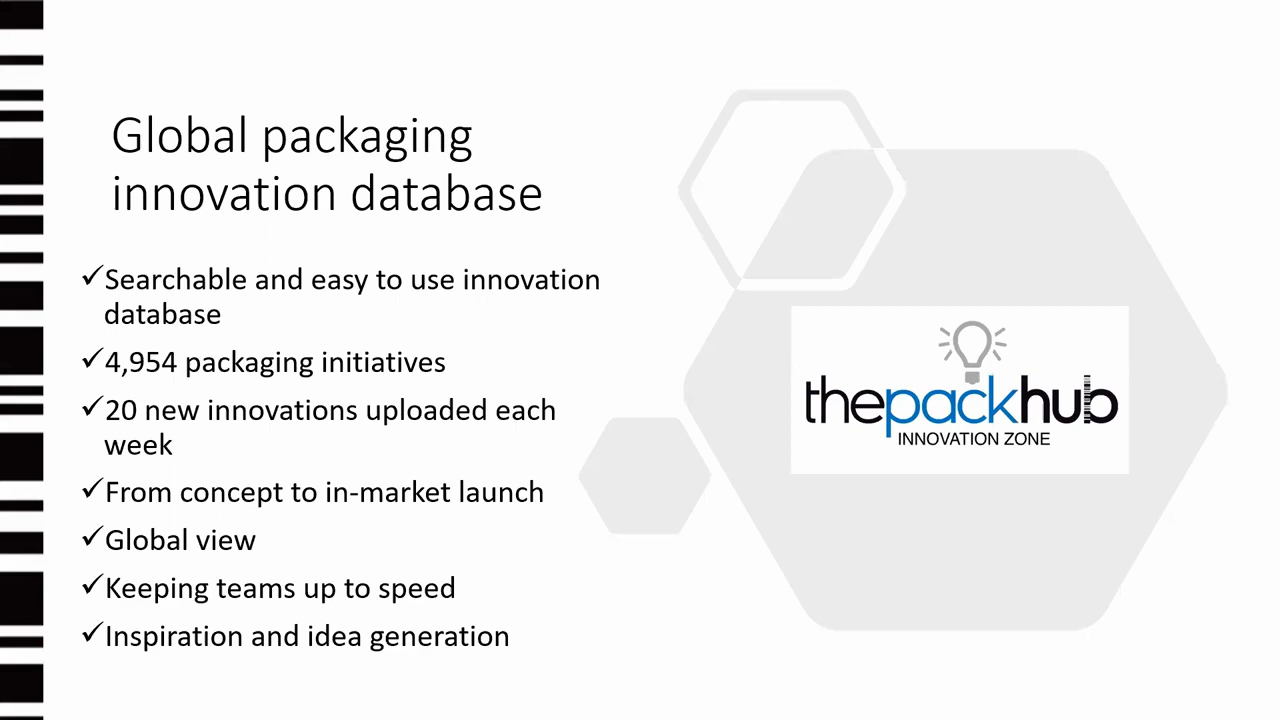 Global packaging
innovation database
✓Searchable and easy to use innovation
database
✓4,954 packaging initiatives
✓20 new innovations uploaded each
week
✓From concept to in-market launch
✓Global view
✓Keeping teams up to speed
✓Inspiration and idea generation
thepackhub
INNOVATION ZONE